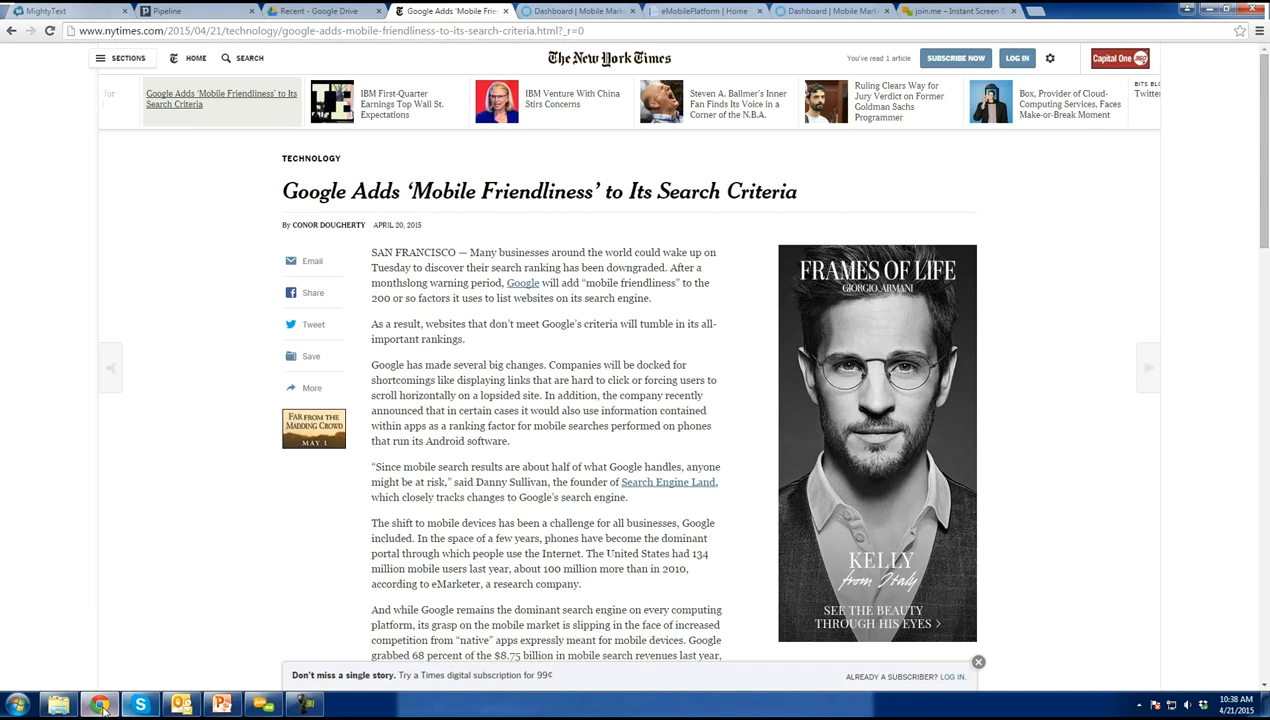 MightyText
Pipeline
Recent - Google Drive
Google Adds 'Mobile Frie
Dashboard | Mobile Mark
eMobilePlatform | Home
Dashboard | Mobile Mark
join.me – Instant Screen S
www.nytimes.com/2015/04/21/technology/google-adds-mobile-friendliness-to-its-search-criteria.html?_r=0
SECTIONS
HOME
SEARCH
The New York Times
You've read 1 article
SUBSCRIBE NOW
LOG IN
Capital One 360
for
Google Adds 'Mobile Friendliness' to Its
Search Criteria
IBM First-Quarter
Earnings Top Wall St.
Expectations
IBM Venture With China
Stirs Concerns
Steven A. Ballmer's Inner
Fan Finds Its Voice in a
Corner of the N.B.A.
Ruling Clears Way for
Jury Verdict on Former
Goldman Sachs
Programmer
Box, Provider of Cloud-
Computing Services, Faces
Make-or-Break Moment
BITS BLO
Twitter
TECHNOLOGY
Google Adds 'Mobile Friendliness' to Its Search Criteria
By CONOR DOUGHERTY APRIL 20, 2015
Email
Share
Tweet
Save
More
FAR FROM THE
MADDING CROWD
MAY 1
SAN FRANCISCO — Many businesses around the world could wake up on
Tuesday to discover their search ranking has been downgraded. After a
monthslong warning period, Google will add "mobile friendliness" to the
200 or so factors it uses to list websites on its search engine.
As a result, websites that don't meet Google's criteria will tumble in its all-
important rankings.
Google has made several big changes. Companies will be docked for
shortcomings like displaying links that are hard to click or forcing users to
scroll horizontally on a lopsided site. In addition, the company recently
announced that in certain cases it would also use information contained
within apps as a ranking factor for mobile searches performed on phones
that run its Android software.
"Since mobile search results are about half of what Google handles, anyone
might be at risk," said Danny Sullivan, the founder of Search Engine Land,
which closely tracks changes to Google's search engine.
The shift to mobile devices has been a challenge for all businesses, Google
included. In the space of a few years, phones have become the dominant
portal through which people use the Internet. The United States had 134
million mobile users last year, about 100 million more than in 2010,
according to eMarketer, a research company.
And while Google remains the dominant search engine on every computing
platform, its grasp on the mobile market is slipping in the face of increased
competition from "native" apps expressly meant for mobile devices. Google
grabbed 68 percent of the $8.75 billion in mobile search revenues last year,
FRAMES OF LIFE
GIORGIO ARMANI
KELLY
from Italy
SEE THE BEAUTY
THROUGH HIS EYES >
Don't miss a single story. Try a Times digital subscription for 99¢
ALREADY A SUBSCRIBER? LOG IN.
10:38 AM
4/21/2015